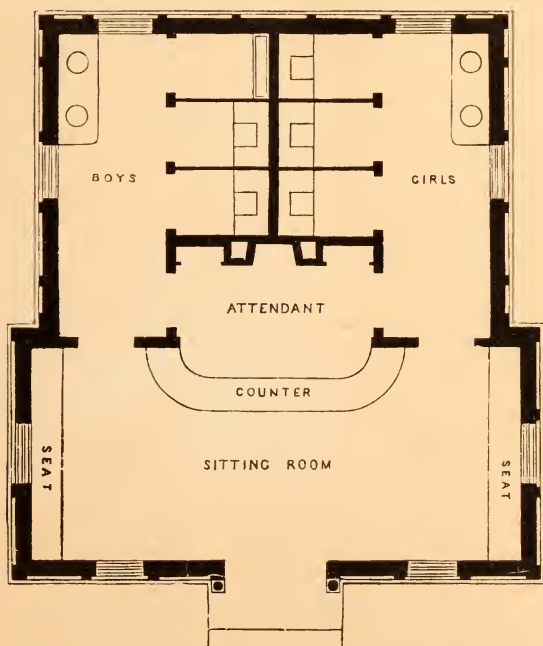 BOYS
GIRLS
ATTENDANT
COUNTER
SITTING ROOM
SEAT
SEAT